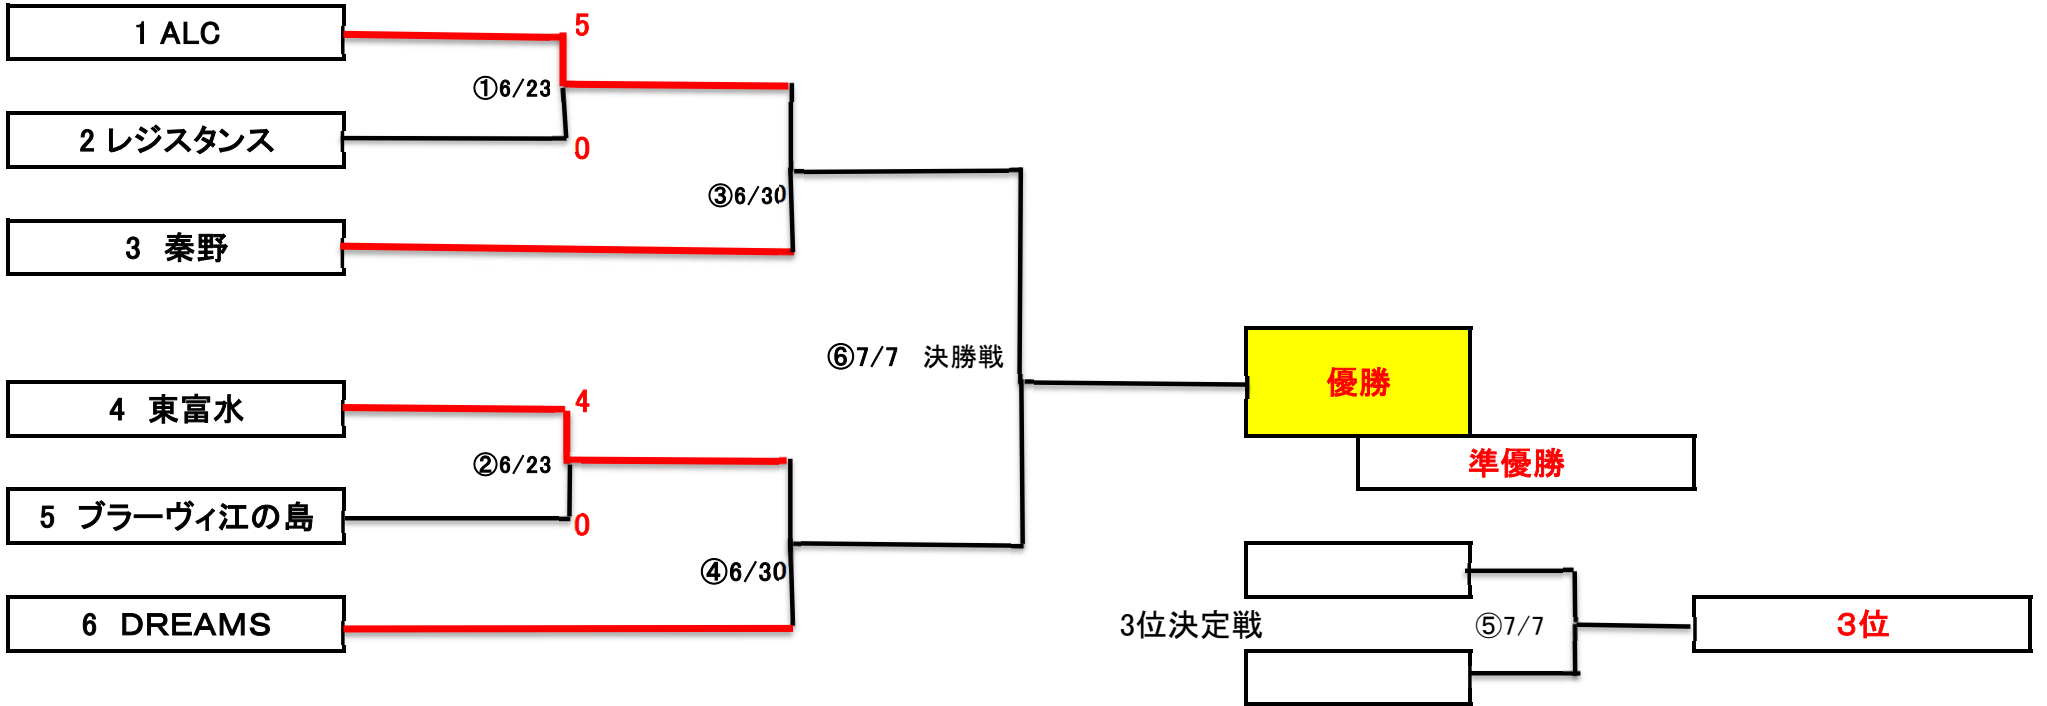 1 ALC
5
①6/23
2 レジスタンス
0
③6/30
3 秦野
⑥7/7 決勝戦
優勝
4 東富水
4
②6/23
準優勝
5 ブラーヴィ江の島
0
④6/30
6 DREAMS
3位決定戦
⑤7/7
3位